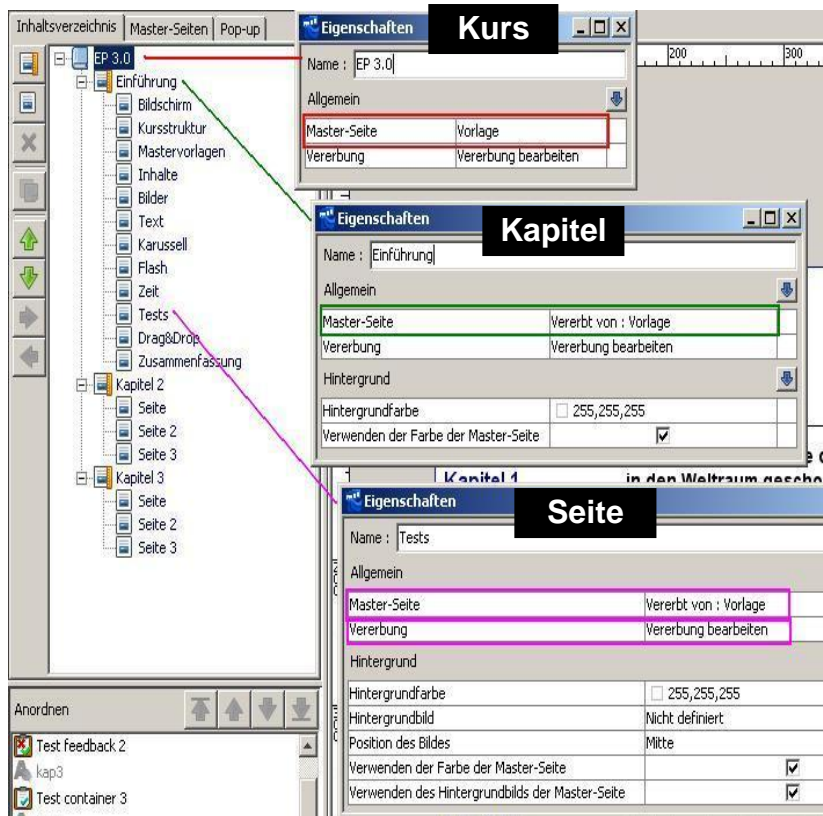 Inhaltsverzeichnis Master-Seiten Pop-up
EP 3.0
Einführung
Bildschirm
Kursstruktur
Mastervorlagen
Inhalte
Bilder
Text
Karussell
Flash
Zeit
Tests
Drag&Drop
Zusammenfassung
Kapitel 2
Seite
Seite 2
Seite 3
Kapitel 3
Seite
Seite 2
Seite 3
Anordnen
Test feedback 2
kap3
Test container 3
200 300
Eigenschaften Kurs
Name : EP 3.0
Allgemein
Master-Seite Vorlage
Vererbung Vererbung bearbeiten
Eigenschaften Kapitel
Name : Einführung
Allgemein
Master-Seite Vererbt von : Vorlage
Vererbung Vererbung bearbeiten
Hintergrund
Hintergrundfarbe 255,255,255
Verwenden der Farbe der Master-Seite
Kapitel 1 in den Weltraum gescho
Eigenschaften Seite
Name : Tests
Allgemein
Master-Seite Vererbt von : Vorlage
Vererbung Vererbung bearbeiten
Hintergrund
Hintergrundfarbe 255,255,255
Hintergrundbild Nicht definiert
Position des Bildes Mitte
Verwenden der Farbe der Master-Seite
Verwenden des Hintergrundbilds der Master-Seite